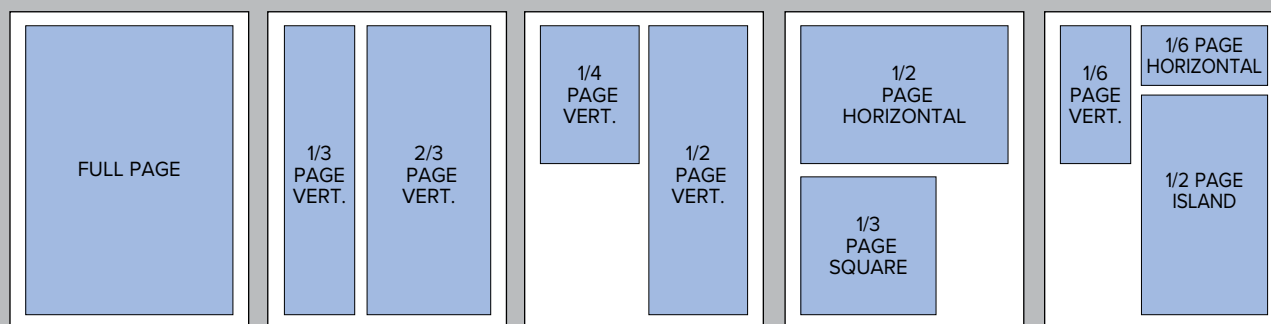 FULL PAGE
1/3
PAGE
VERT.
2/3
PAGE
VERT.
1/4
PAGE
VERT.
1/2
PAGE
VERT.
1/2
PAGE
HORIZONTAL
1/3
PAGE
SQUARE
1/6
PAGE
VERT.
1/6 PAGE
HORIZONTAL
1/2 PAGE
ISLAND